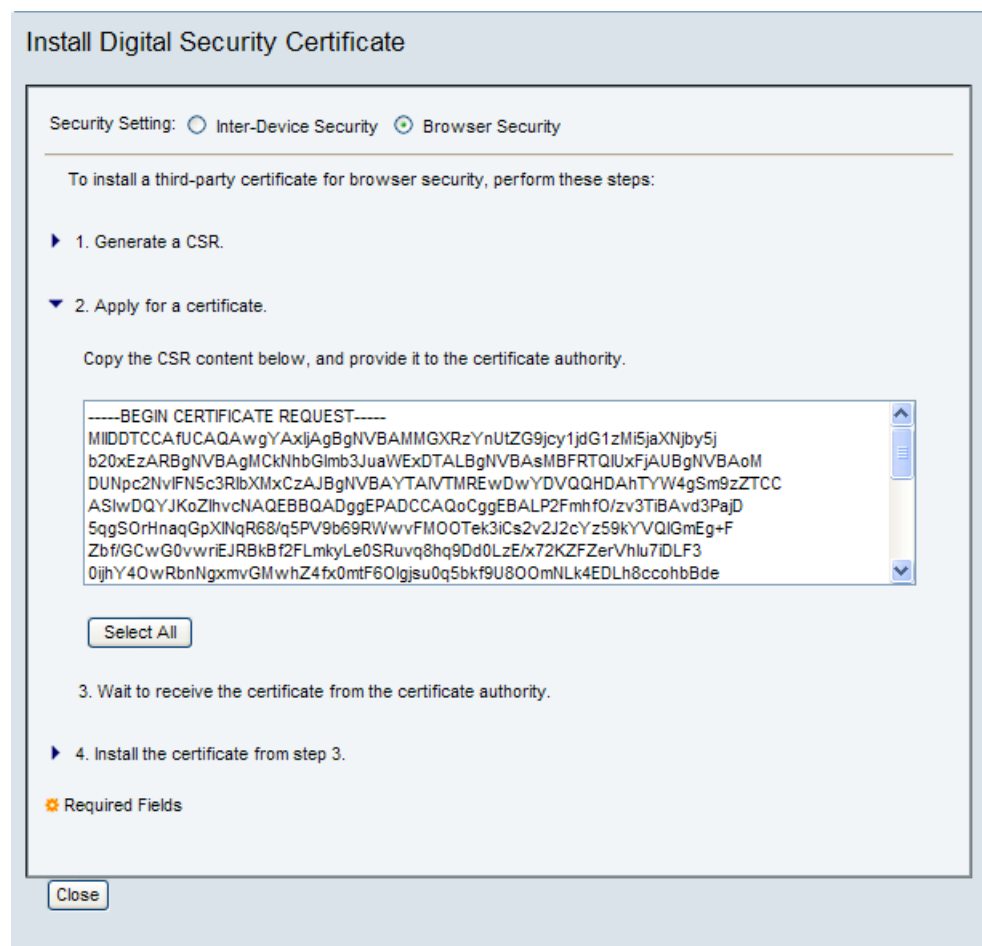 Install Digital Security Certificate
Security Setting: Inter-Device Security Browser Security
To install a third-party certificate for browser security, perform these steps:
1. Generate a CSR.
2. Apply for a certificate.
Copy the CSR content below, and provide it to the certificate authority.
-----BEGIN CERTIFICATE REQUEST-----
MIIDDTCCAfUCAQAwgYAxIjAgBgNVBAMMGXRzYnUtZG9jcy1jdG1zMi5jaXNjby5j
b20xEzARBgNVBAgMCkNhbGlmb3JuaWExDTALBgNVBAsMBFRTQlUxFjAUBgNVBAoM
DUNpc2NvIFN5c3RlbXMxCzAJBgNVBAYTAlVTMREwDwYDVQQHDAhTYW4gSm9zZTCC
ASIwDQYJKoZIhvcNAQEBBQADggEPADCCAQoCggEBALP2FmhfO/zv3TiBAvd3PajD
5qgSOrHnaqGpXlNqR68/q5PV9b69RWwvFMOOTek3iCs2v2J2cYz59kYVQlGmEg+F
Zbf/GCwG0vwriEJRBkBf2FLmkyLe0SRuvq8hq9Dd0LzE/x72KZFZerVhlu7iDLF3
0ijhY4OwRbnNgxmvGMwhZ4fx0mtF6Olgjsu0q5bkf9U8OOmNLk4EDLh8ccohbBde
Select All
3. Wait to receive the certificate from the certificate authority.
4. Install the certificate from step 3.
Required Fields
Close